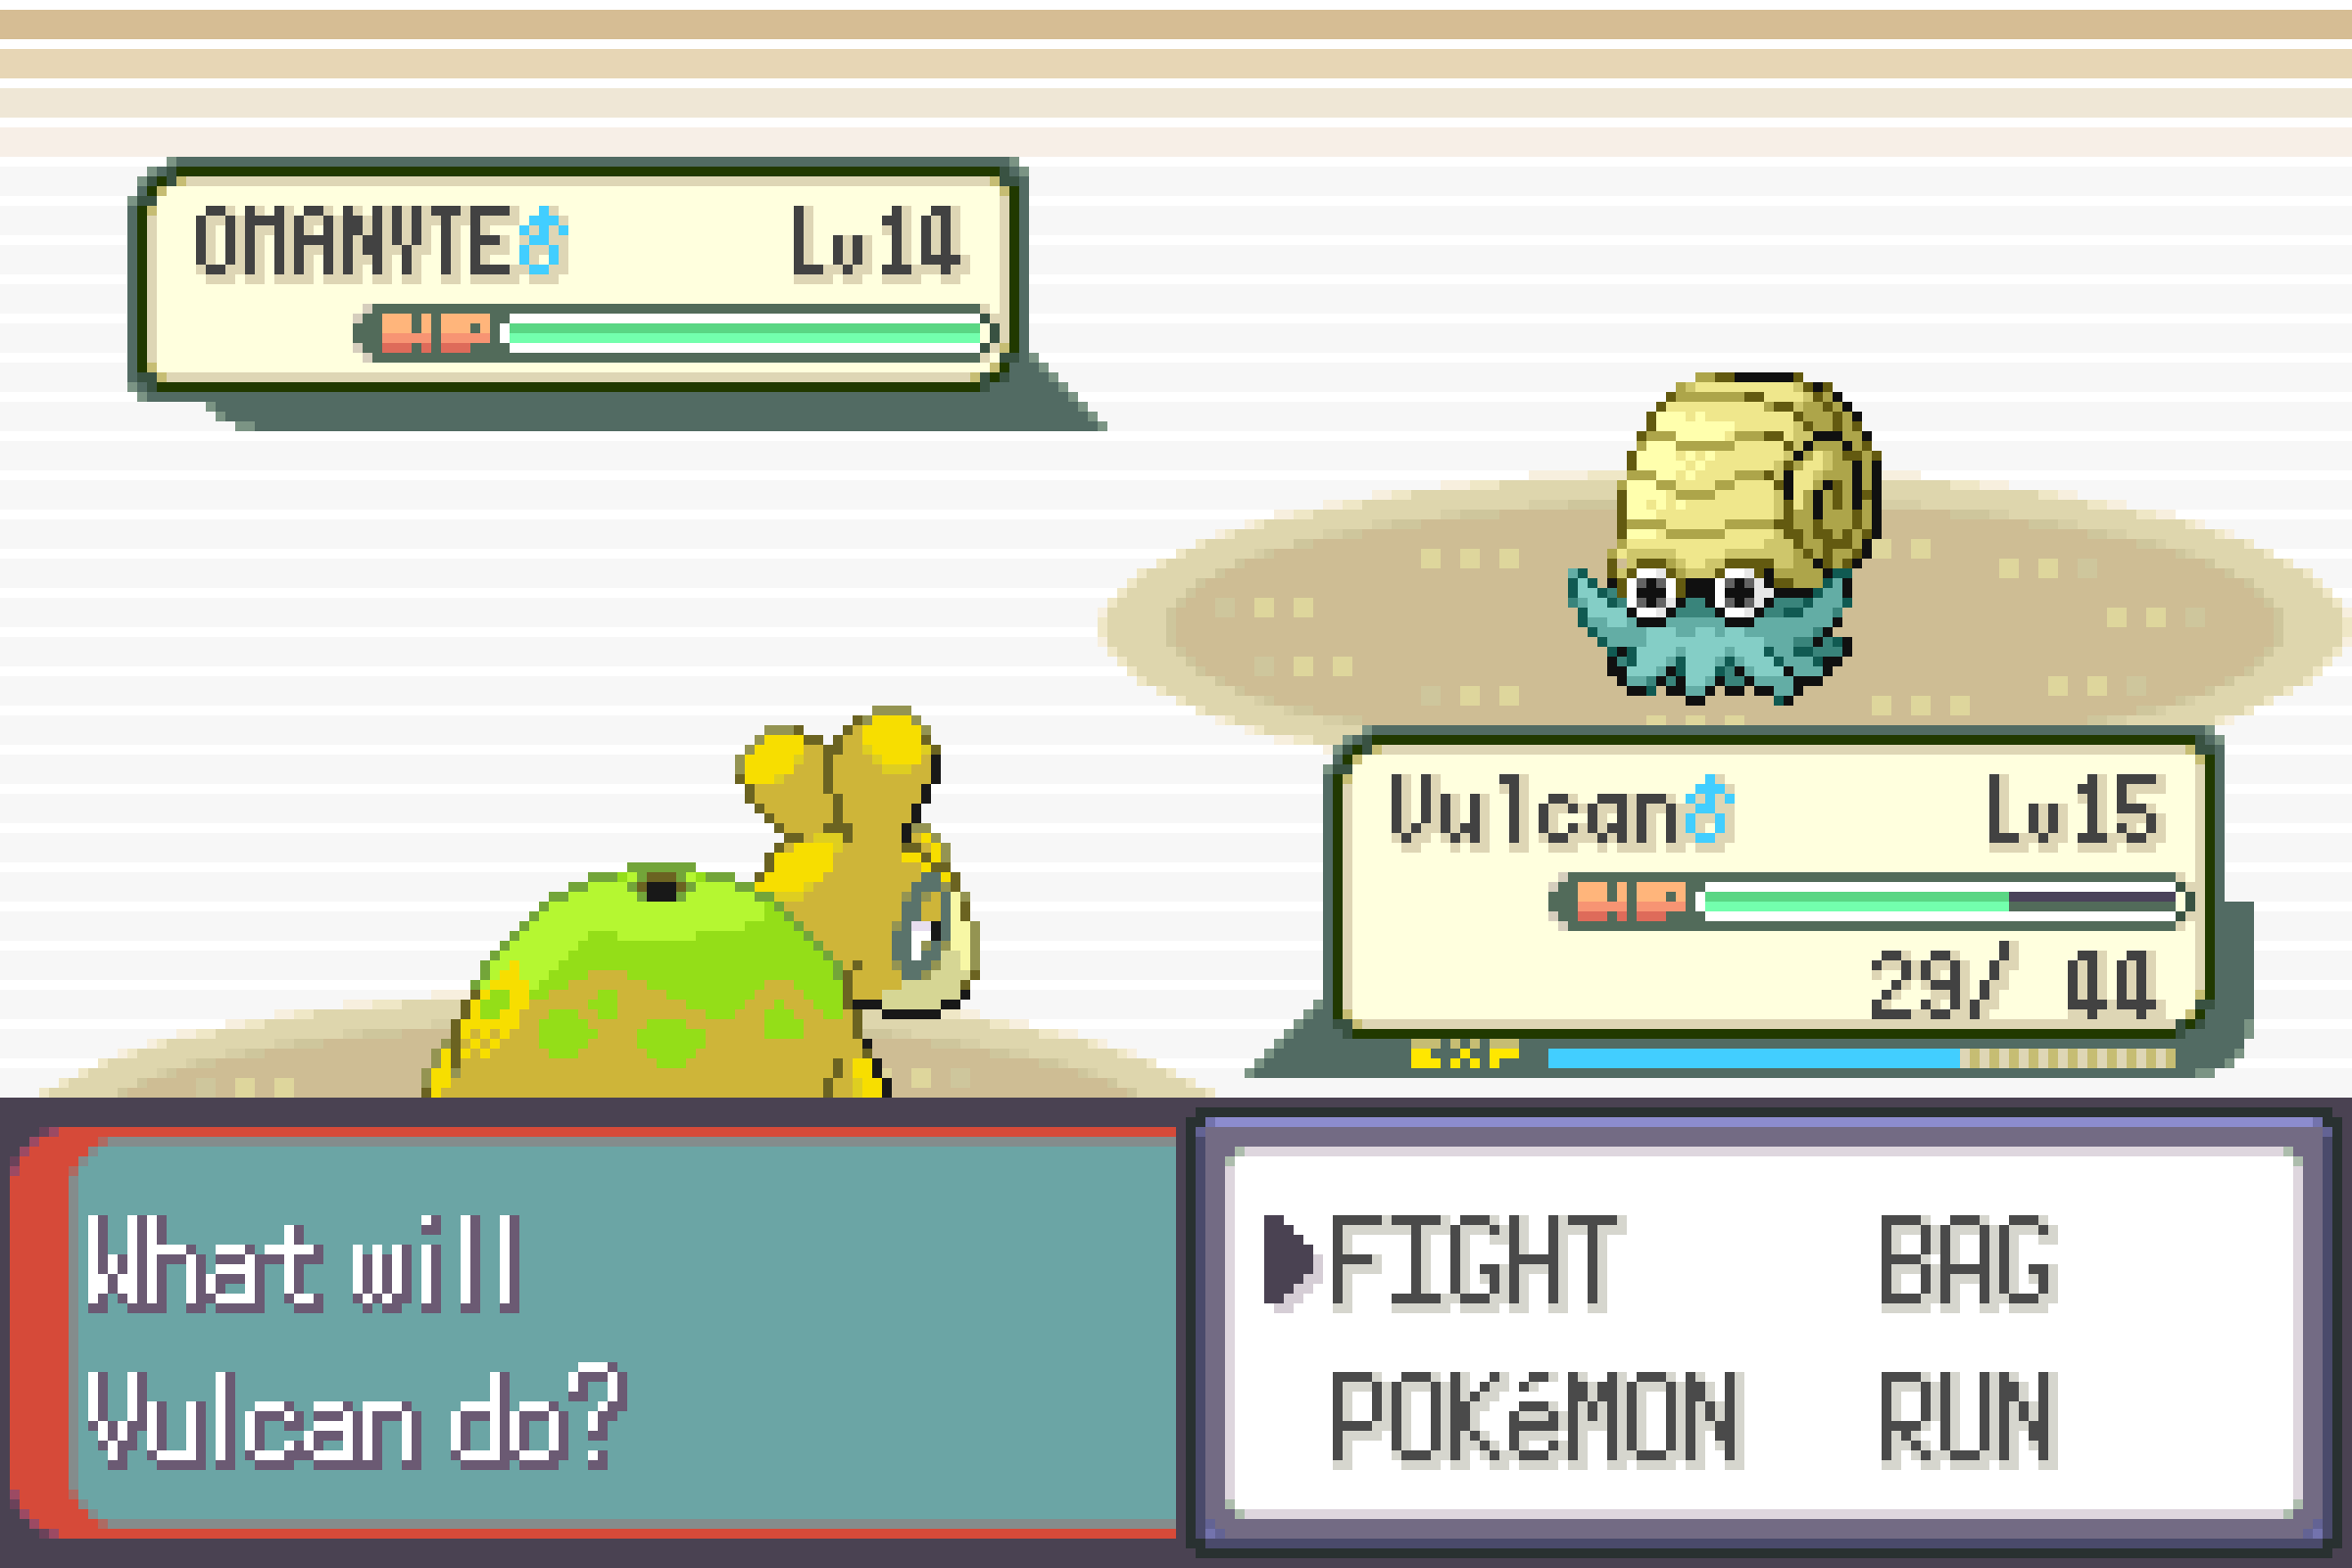 OMANYTE♂ Lv14
HP
Vulcan♂ Lv15
HP
29/ 44
EXP
What will
Vulcan do?
FIGHT BAG
POKéMON RUN